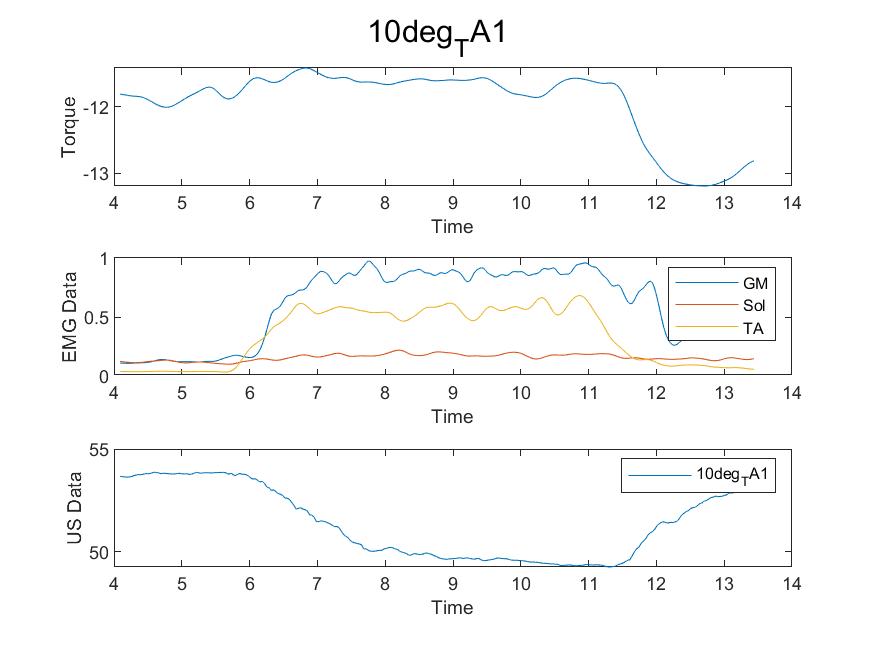 10deg_TA1
-12
Torque
-13
4 5 6 7 8 9 10 11 12 13 14
Time
1
GM
EMG Data
0.5
Sol
TA
0
4 5 6 7 8 9 10 11 12 13 14
Time
55
10deg_TA1
US Data
50
4 5 6 7 8 9 10 11 12 13 14
Time